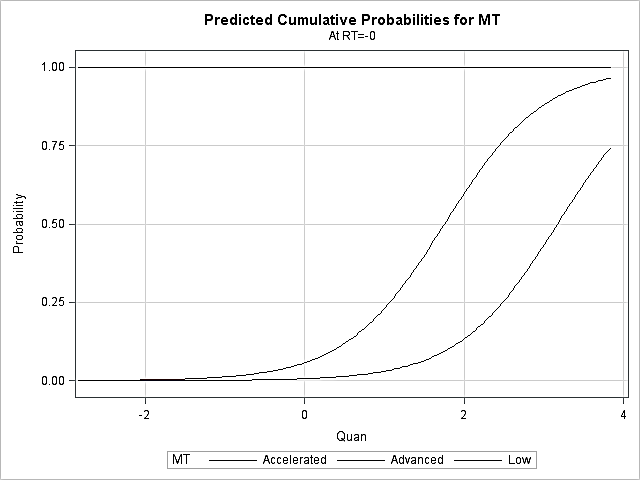 Predicted Cumulative Probabilities for MT
At RT=-0
1.00
0.75
0.50
0.25
0.00
Probability
-2 0 2 4
Quan
MT Accelerated Advanced Low